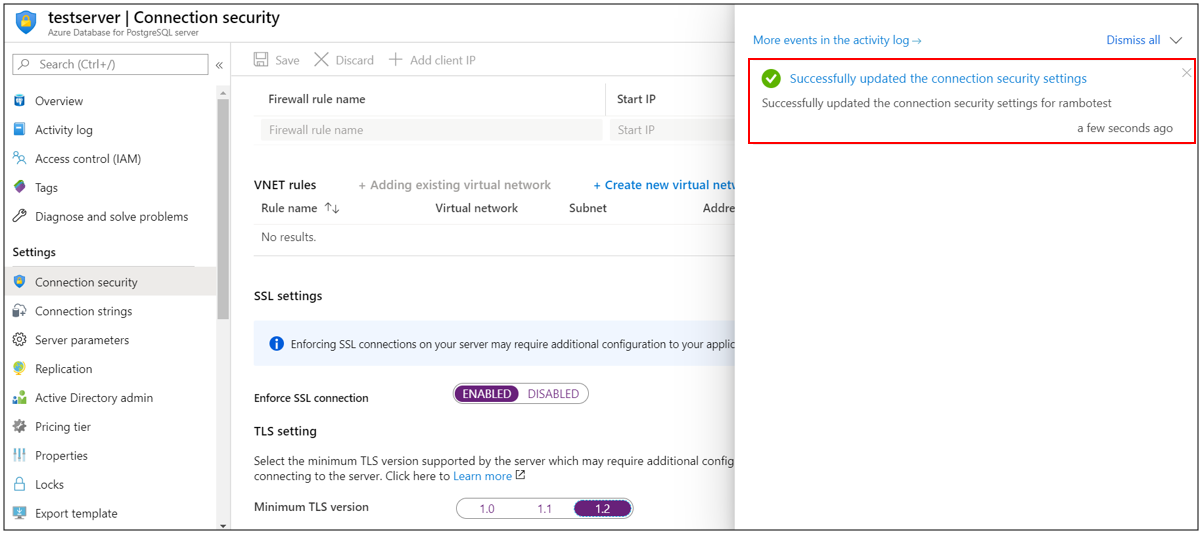 testserver | Connection security
Azure Database for PostgreSQL server
Search (Ctrl+/)
«
Overview
Activity log
Access control (IAM)
Tags
Diagnose and solve problems
Settings
Connection security
Connection strings
Server parameters
Replication
Active Directory admin
Pricing tier
Properties
Locks
Export template
Save Discard Add client IP
Firewall rule name Start IP
Firewall rule name Start IP
VNET rules + Adding existing virtual network + Create new virtual netw
Rule name ↑↓ Virtual network Subnet Addre
No results.
SSL settings
Enforcing SSL connections on your server may require additional configuration to your applic
Enforce SSL connection ENABLED DISABLED
TLS setting
Select the minimum TLS version supported by the server which may require additional config
connecting to the server. Click here to Learn more
Minimum TLS version 1.0 1.1 1.2
More events in the activity log → Dismiss all
Successfully updated the connection security settings
Successfully updated the connection security settings for rambotest
a few seconds ago